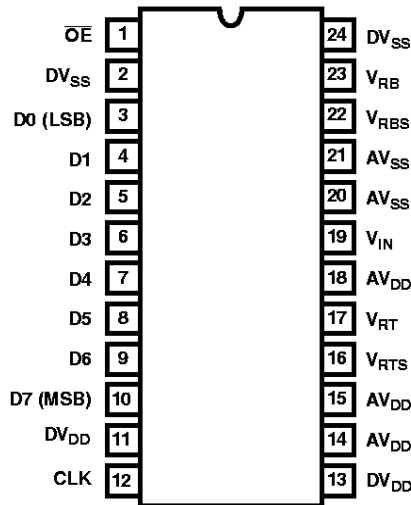 OE 1 24 DVSS
DVSS 2 23 VRB
D0 (LSB) 3 22 VRBS
D1 4 21 AVSS
D2 5 20 AVSS
D3 6 19 VIN
D4 7 18 AVDD
D5 8 17 VRT
D6 9 16 VRTS
D7 (MSB) 10 15 AVDD
DVDD 11 14 AVDD
CLK 12 13 DVDD